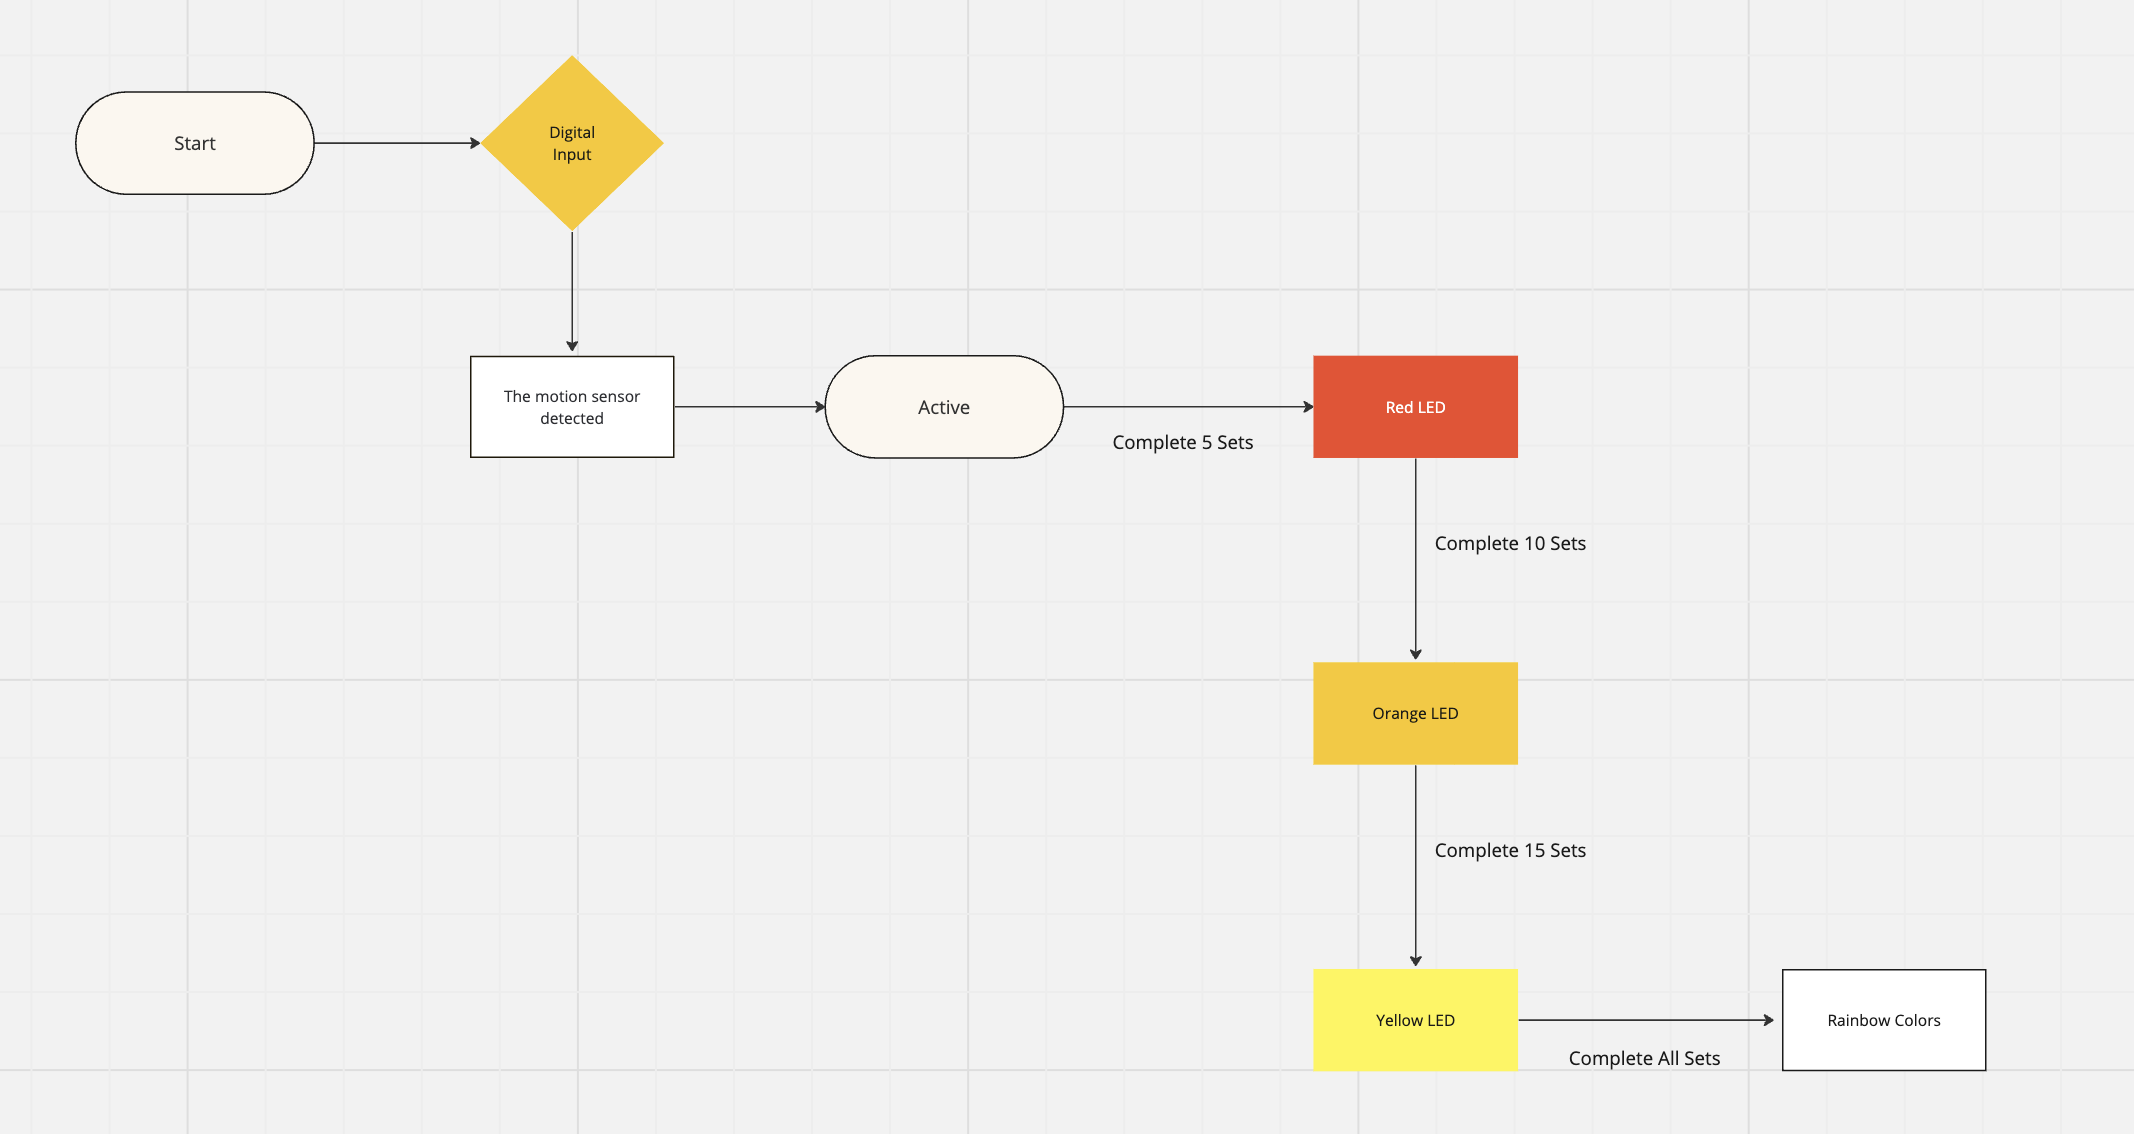 Start
Digital
Input
The motion sensor
detected
Active
Complete 5 Sets
Red LED
Complete 10 Sets
Orange LED
Complete 15 Sets
Yellow LED
Complete All Sets
Rainbow Colors